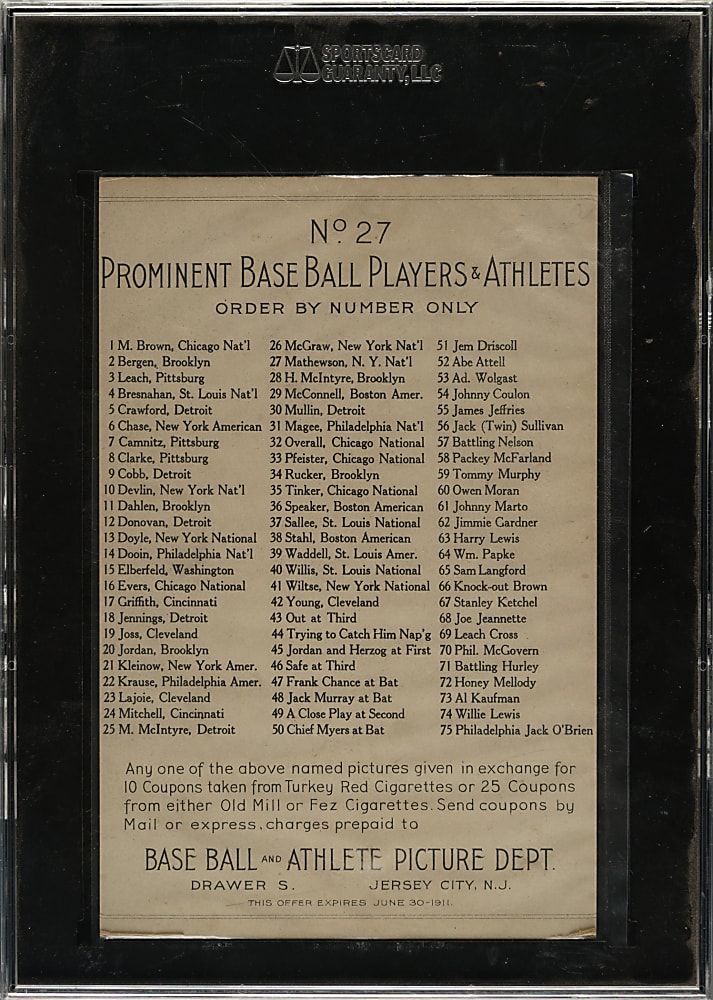 SPORTSCARD
GUARANTY, LLC
Nº 27
PROMINENT BASE BALL PLAYERS & ATHLETES
ORDER BY NUMBER ONLY
1 M. Brown, Chicago Nat'l
2 Bergen, Brooklyn
3 Leach, Pittsburg
4 Bresnahan, St. Louis Nat'l
5 Crawford, Detroit
6 Chase, New York American
7 Camnitz, Pittsburg
8 Clarke, Pittsburg
9 Cobb, Detroit
10 Devlin, New York Nat'l
11 Dahlen, Brooklyn
12 Donovan, Detroit
13 Doyle, New York National
14 Dooin, Philadelphia Nat'l
15 Elberfeld, Washington
16 Evers, Chicago National
17 Griffith, Cincinnati
18 Jennings, Detroit
19 Joss, Cleveland
20 Jordan, Brooklyn
21 Kleinow, New York Amer.
22 Krause, Philadelphia Amer.
23 Lajoie, Cleveland
24 Mitchell, Cincinnati
25 M. McIntyre, Detroit
26 McGraw, New York Nat'l
27 Mathewson, N. Y. Nat'l
28 H. McIntyre, Brooklyn
29 McConnell, Boston Amer.
30 Mullin, Detroit
31 Magee, Philadelphia Nat'l
32 Overall, Chicago National
33 Pfeister, Chicago National
34 Rucker, Brooklyn
35 Tinker, Chicago National
36 Speaker, Boston American
37 Sallee, St. Louis National
38 Stahl, Boston American
39 Waddell, St. Louis Amer.
40 Willis, St. Louis National
41 Wiltse, New York National
42 Young, Cleveland
43 Out at Third
44 Trying to Catch Him Nap'g
45 Jordan and Herzog at First
46 Safe at Third
47 Frank Chance at Bat
48 Jack Murray at Bat
49 A Close Play at Second
50 Chief Myers at Bat
51 Jem Driscoll
52 Abe Attell
53 Ad. Wolgast
54 Johnny Coulon
55 James Jeffries
56 Jack (Twin) Sullivan
57 Battling Nelson
58 Packey McFarland
59 Tommy Murphy
60 Owen Moran
61 Johnny Marto
62 Jimmie Gardner
63 Harry Lewis
64 Wm. Papke
65 Sam Langford
66 Knock-out Brown
67 Stanley Ketchel
68 Joe Jeannette
69 Leach Cross
70 Phil. McGovern
71 Battling Hurley
72 Honey Mellody
73 Al Kaufman
74 Willie Lewis
75 Philadelphia Jack O'Brien
Any one of the above named pictures given in exchange for
10 Coupons taken from Turkey Red Cigarettes or 25 Coupons
from either Old Mill or Fez Cigarettes. Send coupons by
Mail or express, charges prepaid to
BASE BALL AND ATHLETE PICTURE DEPT.
DRAWER S. JERSEY CITY, N.J.
THIS OFFER EXPIRES JUNE 30-1911.